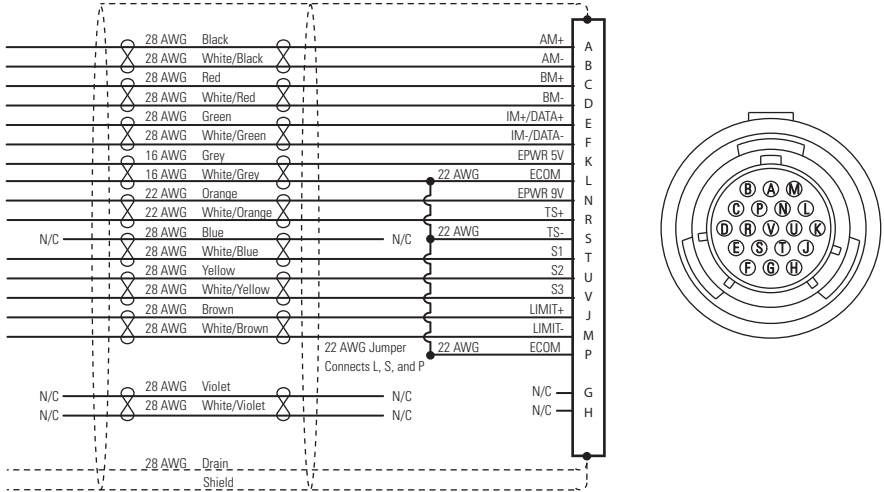 28 AWG Black AM+ A
28 AWG White/Black AM- B
28 AWG Red BM+ C
28 AWG White/Red BM- D
28 AWG Green IM+/DATA+ E
28 AWG White/Green IM-/DATA- F
16 AWG Grey EPWR 5V K
16 AWG White/Grey 22 AWG ECOM L
22 AWG Orange EPWR 9V N
22 AWG White/Orange TS+ R
N/C 28 AWG Blue N/C 22 AWG TS- S
28 AWG White/Blue S1 T
28 AWG Yellow S2 U
28 AWG White/Yellow S3 V
28 AWG Brown LIMIT+ J
28 AWG White/Brown LIMIT- M
22 AWG Jumper 22 AWG ECOM P
Connects L, S, and P
N/C 28 AWG Violet N/C N/C G
N/C 28 AWG White/Violet N/C N/C H
28 AWG Drain
Shield
B A M
C P N L
D R V U K
E S T J
F G H